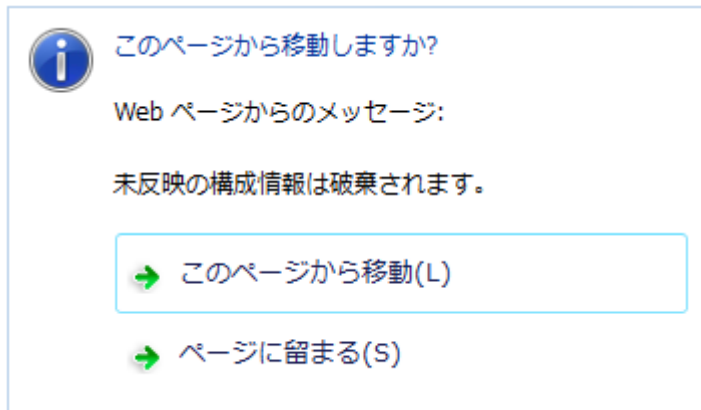 このページから移動しますか?
Web ページからのメッセージ:
未反映の構成情報は破棄されます。
このページから移動(L)
ページに留まる(S)